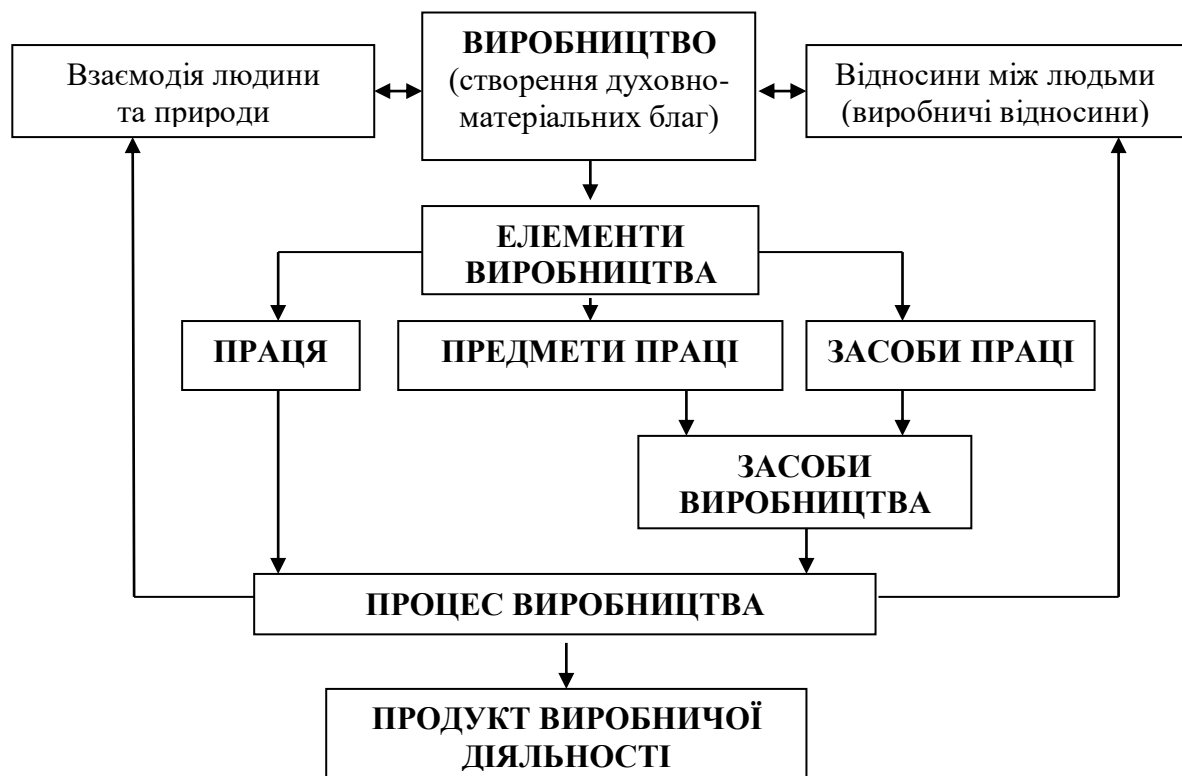 ВИРОБНИЦТВО
(створення духовно-
матеріальних благ)
Взаємодія людини
та природи
Відносини між людьми
(виробничі відносини)
ЕЛЕМЕНТИ
ВИРОБНИЦТВА
ПРАЦЯ
ПРЕДМЕТИ ПРАЦІ
ЗАСОБИ ПРАЦІ
ЗАСОБИ
ВИРОБНИЦТВА
ПРОЦЕС ВИРОБНИЦТВА
ПРОДУКТ ВИРОБНИЧОЇ
ДІЯЛЬНОСТІ